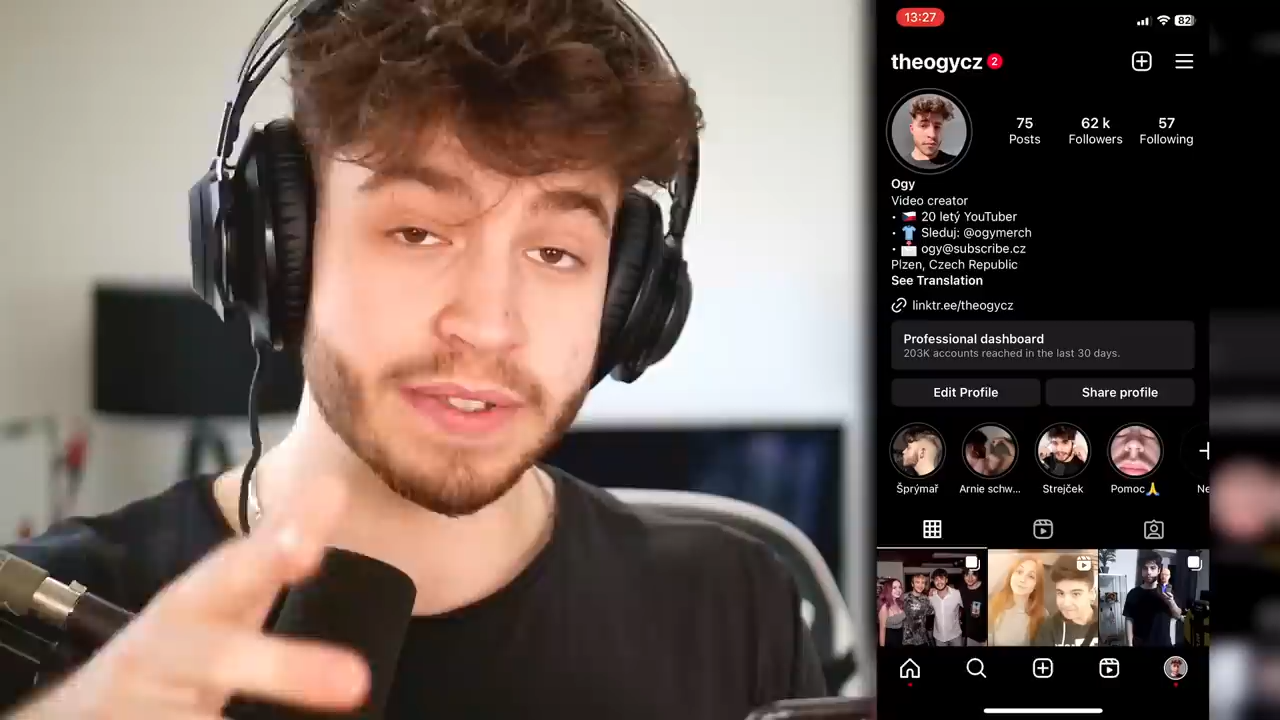 13:27
82
theogycz 2
75
Posts
62 k
Followers
57
Following
Ogy
Video creator
• 🇨🇿 20 letý YouTuber
• 👕 Sleduj: @ogymerch
• 📩 ogy@subscribe.cz
Plzen, Czech Republic
See Translation
linktr.ee/theogycz
Professional dashboard
203K accounts reached in the last 30 days.
Edit Profile
Share profile
Šprýmař
Arnie schw...
Strejček
Pomoc🙏
Ne